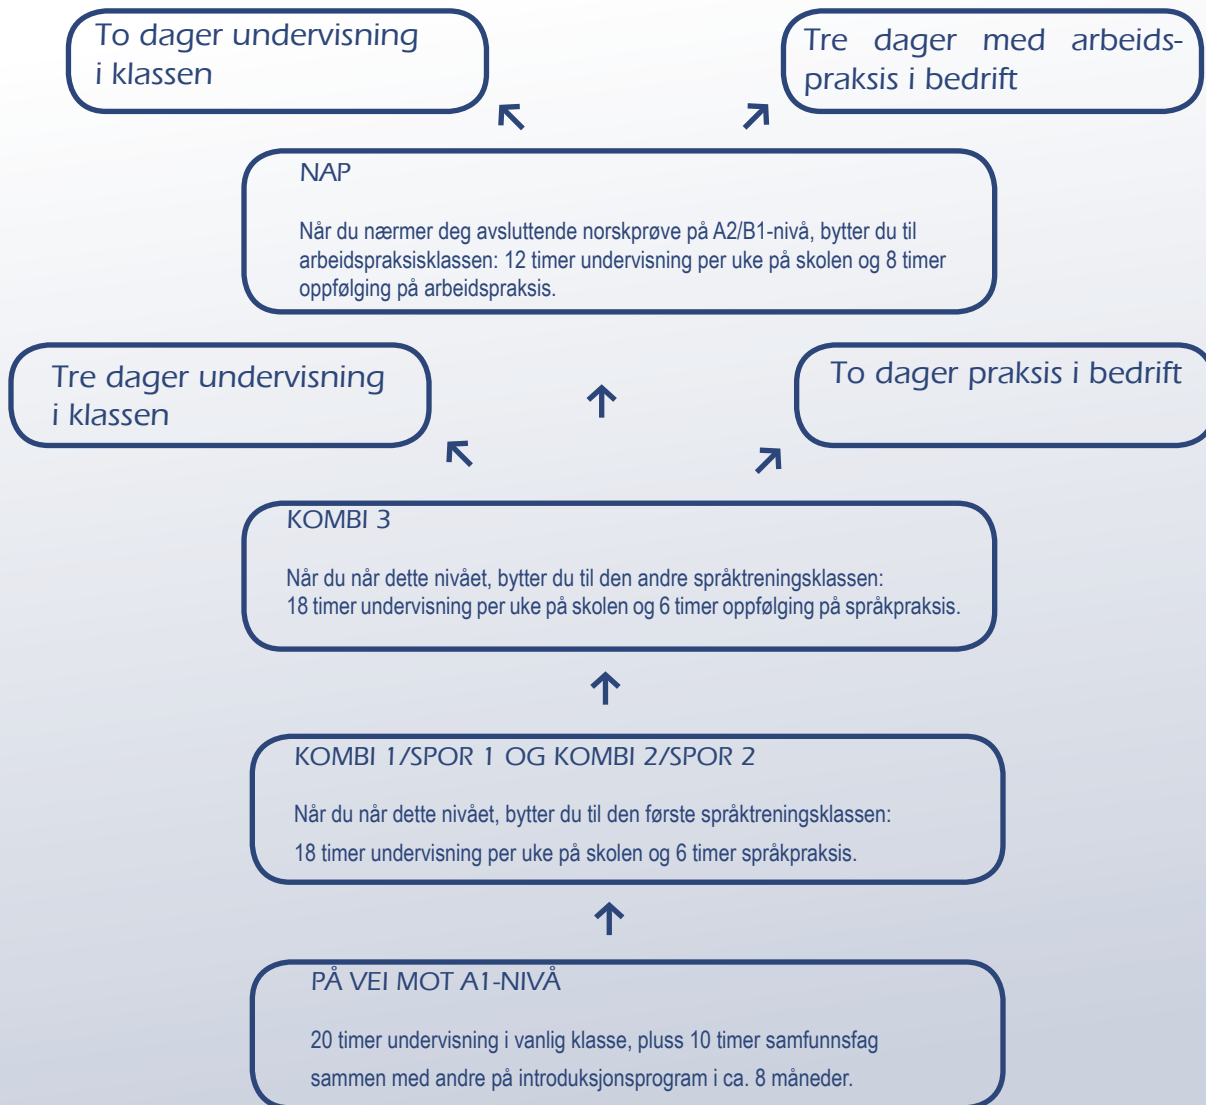 To dager undervisning
i klassen
Tre dager med arbeids-
praksis i bedrift
NAP
Når du nærmer deg avsluttende norskprøve på A2/B1-nivå, bytter du til
arbeidspraksisklassen: 12 timer undervisning per uke på skolen og 8 timer
oppfølging på arbeidspraksis.
Tre dager undervisning
i klassen
To dager praksis i bedrift
KOMBI 3
Når du når dette nivået, bytter du til den andre språktreningsklassen:
18 timer undervisning per uke på skolen og 6 timer oppfølging på språkpraksis.
KOMBI 1/SPOR 1 OG KOMBI 2/SPOR 2
Når du når dette nivået, bytter du til den første språktreningsklassen:
18 timer undervisning per uke på skolen og 6 timer språkpraksis.
PÅ VEI MOT A1-NIVÅ
20 timer undervisning i vanlig klasse, pluss 10 timer samfunnsfag
sammen med andre på introduksjonsprogram i ca. 8 måneder.